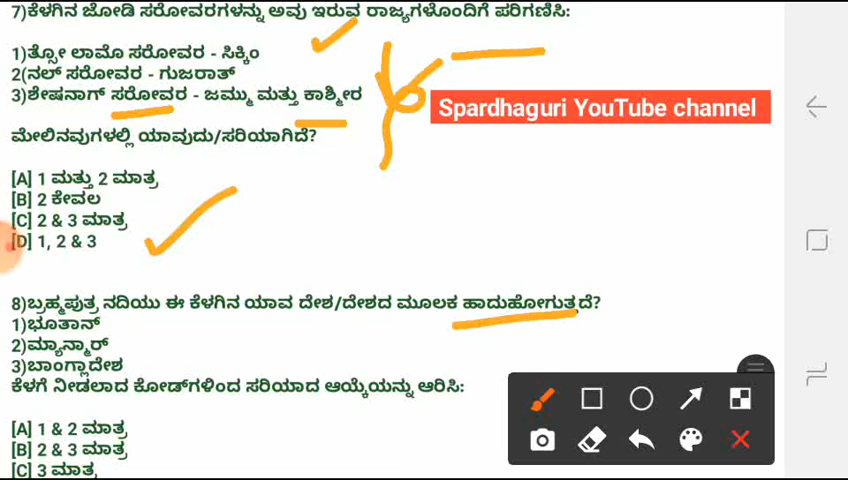 7)ಕೆಳಗಿನ ಜೋಡಿ ಸರೋವರಗಳನ್ನು ಅವು ಇರುವ ರಾಜ್ಯಗಳೊಂದಿಗೆ ಪರಿಗಣಿಸಿ:
1)ತ್ಸೋ ಲಾಮೊ ಸರೋವರ - ಸಿಕ್ಕಿಂ
2(ನಲ್ ಸರೋವರ - ಗುಜರಾತ್
3)ಶೇಷನಾಗ್ ಸರೋವರ - ಜಮ್ಮು ಮತ್ತು ಕಾಶ್ಮೀರ
Spardhaguri YouTube channel
ಮೇಲಿನವುಗಳಲ್ಲಿ ಯಾವುದು/ಸರಿಯಾಗಿದೆ?
[A] 1 ಮತ್ತು 2 ಮಾತ್ರ
[B] 2 ಕೇವಲ
[C] 2 & 3 ಮಾತ್ರ
[D] 1, 2 & 3
8)ಬ್ರಹ್ಮಪುತ್ರ ನದಿಯು ಈ ಕೆಳಗಿನ ಯಾವ ದೇಶ/ದೇಶದ ಮೂಲಕ ಹಾದುಹೋಗುತ್ತದೆ?
1)ಭೂತಾನ್
2)ಮ್ಯಾನ್ಮಾರ್
3)ಬಾಂಗ್ಲಾದೇಶ
ಕೆಳಗೆ ನೀಡಲಾದ ಕೋಡ್‌ಗಳಿಂದ ಸರಿಯಾದ ಆಯ್ಕೆಯನ್ನು ಆರಿಸಿ:
[A] 1 & 2 ಮಾತ್ರ
[B] 2 & 3 ಮಾತ್ರ
[C] 3 ಮಾತ್ರ